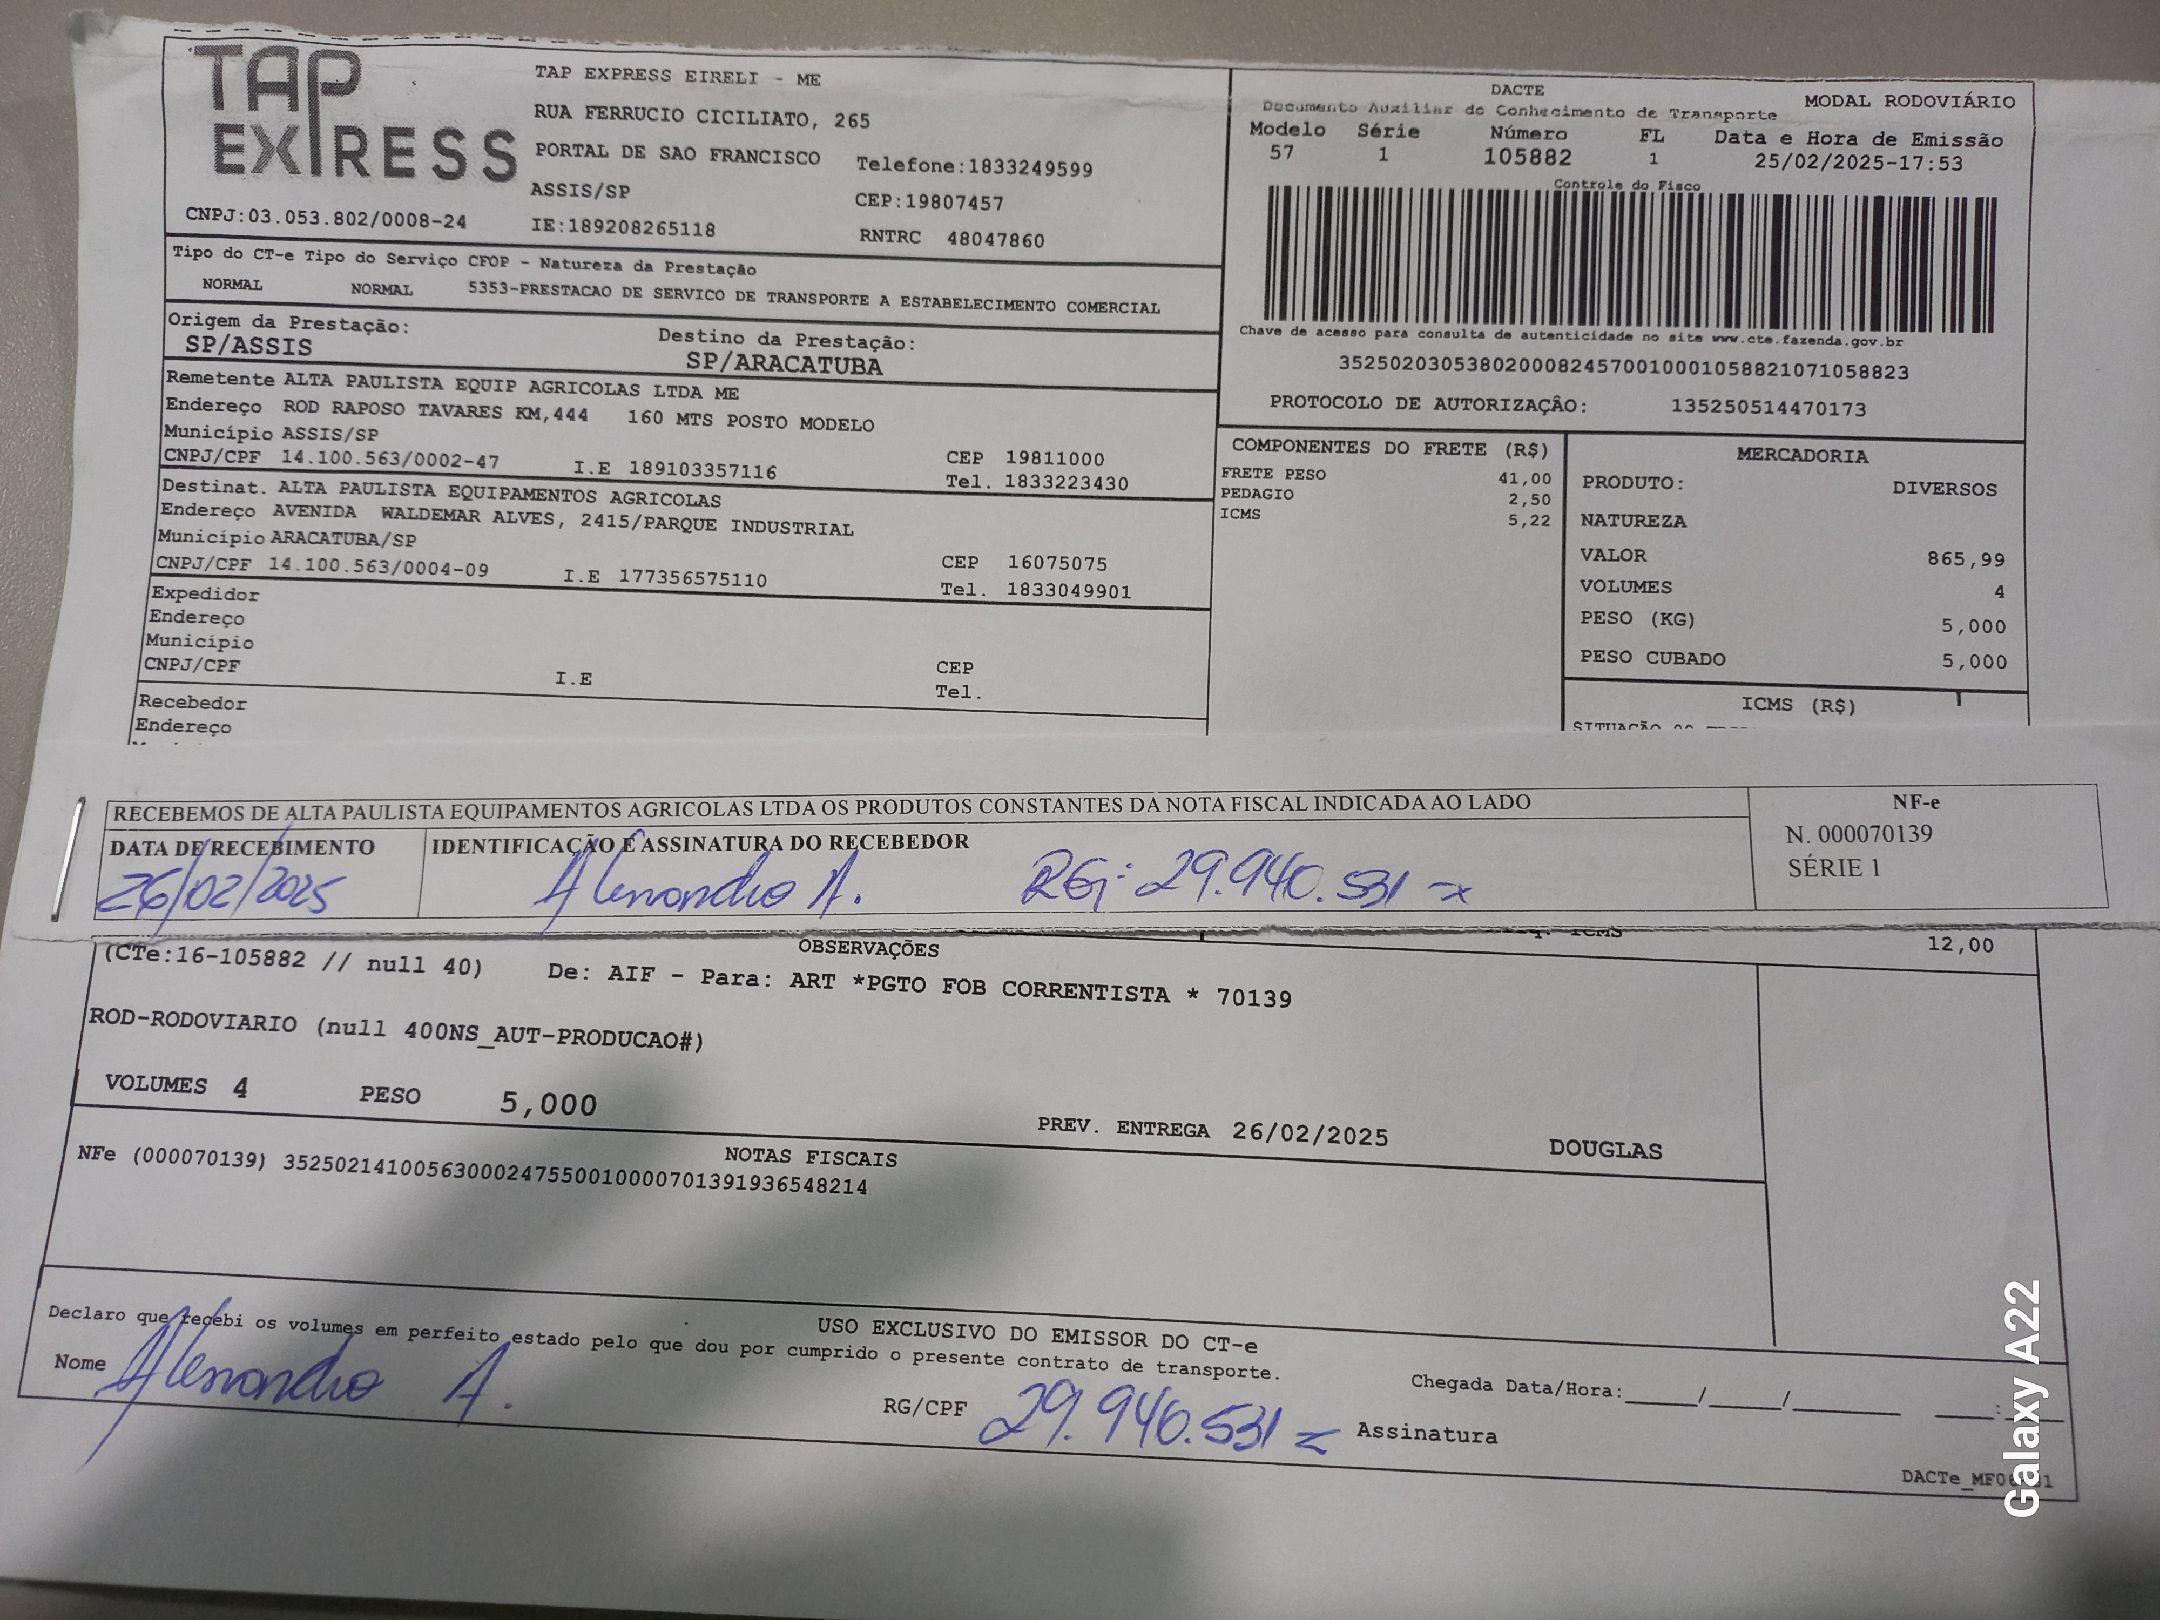 TAP
EXPRESS
TAP EXPRESS EIRELI - ME
RUA FERRUCIO CICILIATO, 265
PORTAL DE SAO FRANCISCO Telefone:1833249599
ASSIS/SP CEP:19807457
CNPJ:03.053.802/0008-24 IE:189208265118 RNTRC 48047860
DACTE MODAL RODOVIÁRIO
Documento Auxiliar do Conhecimento de Transporte
Modelo Série Número FL Data e Hora de Emissão
57 1 105882 1 25/02/2025-17:53
Controle do Fisco
Chave de acesso para consulta de autenticidade no site www.cte.fazenda.gov.br
35250203053802000824570010001058821071058823
PROTOCOLO DE AUTORIZAÇÂO: 135250514470173
Tipo do CT-e Tipo do Serviço CFOP - Natureza da Prestação
NORMAL NORMAL 5353-PRESTACAO DE SERVICO DE TRANSPORTE A ESTABELECIMENTO COMERCIAL
Origem da Prestação: Destino da Prestação:
SP/ASSIS SP/ARACATUBA
Remetente ALTA PAULISTA EQUIP AGRICOLAS LTDA ME
Endereço ROD RAPOSO TAVARES KM,444 160 MTS POSTO MODELO
Município ASSIS/SP CEP 19811000
CNPJ/CPF 14.100.563/0002-47 I.E 189103357116 Tel. 1833223430
Destinat. ALTA PAULISTA EQUIPAMENTOS AGRICOLAS
Endereço AVENIDA WALDEMAR ALVES, 2415/PARQUE INDUSTRIAL
Município ARACATUBA/SP CEP 16075075
CNPJ/CPF 14.100.563/0004-09 I.E 177356575110 Tel. 1833049901
Expedidor
Endereço
Município CEP
CNPJ/CPF I.E Tel.
Recebedor
Endereço
COMPONENTES DO FRETE (R$)
FRETE PESO 41,00
PEDAGIO 2,50
ICMS 5,22
MERCADORIA
PRODUTO: DIVERSOS
NATUREZA
VALOR 865,99
VOLUMES 4
PESO (KG) 5,000
PESO CUBADO 5,000
ICMS (R$)
RECEBEMOS DE ALTA PAULISTA EQUIPAMENTOS AGRICOLAS LTDA OS PRODUTOS CONSTANTES DA NOTA FISCAL INDICADA AO LADO
DATA DE RECEBIMENTO IDENTIFICAÇÃO E ASSINATURA DO RECEBEDOR
26/02/2025 Alessandro A. RG: 29.940.531-x
NF-e
N. 000070139
SÉRIE 1
ICMS 12,00
OBSERVAÇÕES
(CTe:16-105882 // null 40) De: AIF - Para: ART *PGTO FOB CORRENTISTA * 70139
ROD-RODOVIARIO (null 400NS_AUT-PRODUCAO#)
VOLUMES 4 PESO 5,000 PREV. ENTREGA 26/02/2025 DOUGLAS
NOTAS FISCAIS
NFe (000070139) 35250214100563000247550010000701391936548214
USO EXCLUSIVO DO EMISSOR DO CT-e
Declaro que recebi os volumes em perfeito estado pelo que dou por cumprido o presente contrato de transporte.
Nome Alessandro A. RG/CPF 29.940.531 Chegada Data/Hora:____/____/______ ___:___
Assinatura
Galaxy A22